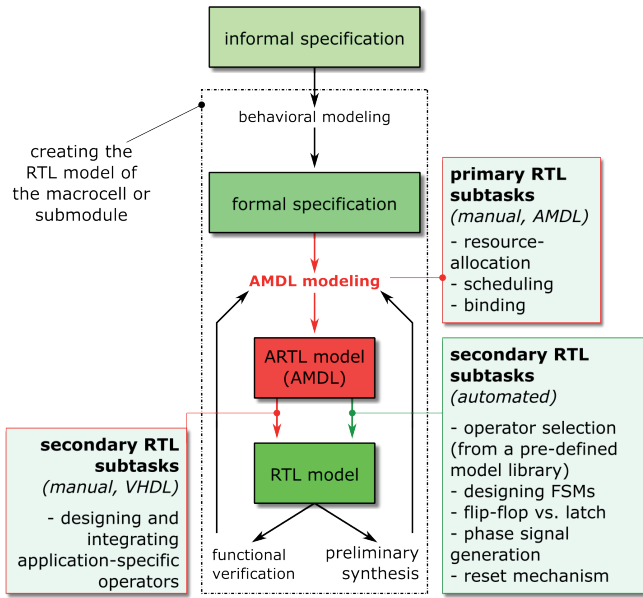 informal specification
behavioral modeling
creating the
RTL model of
the macrocell or
submodule
formal specification
primary RTL
subtasks
(manual, AMDL)
- resource-
allocation
- scheduling
- binding
AMDL modeling
ARTL model
(AMDL)
secondary RTL
subtasks
(automated)
- operator selection
(from a pre-defined
model library)
- designing FSMs
- flip-flop vs. latch
- phase signal
generation
- reset mechanism
secondary RTL
subtasks
(manual, VHDL)
- designing and
integrating
application-specific
operators
RTL model
functional
verification
preliminary
synthesis